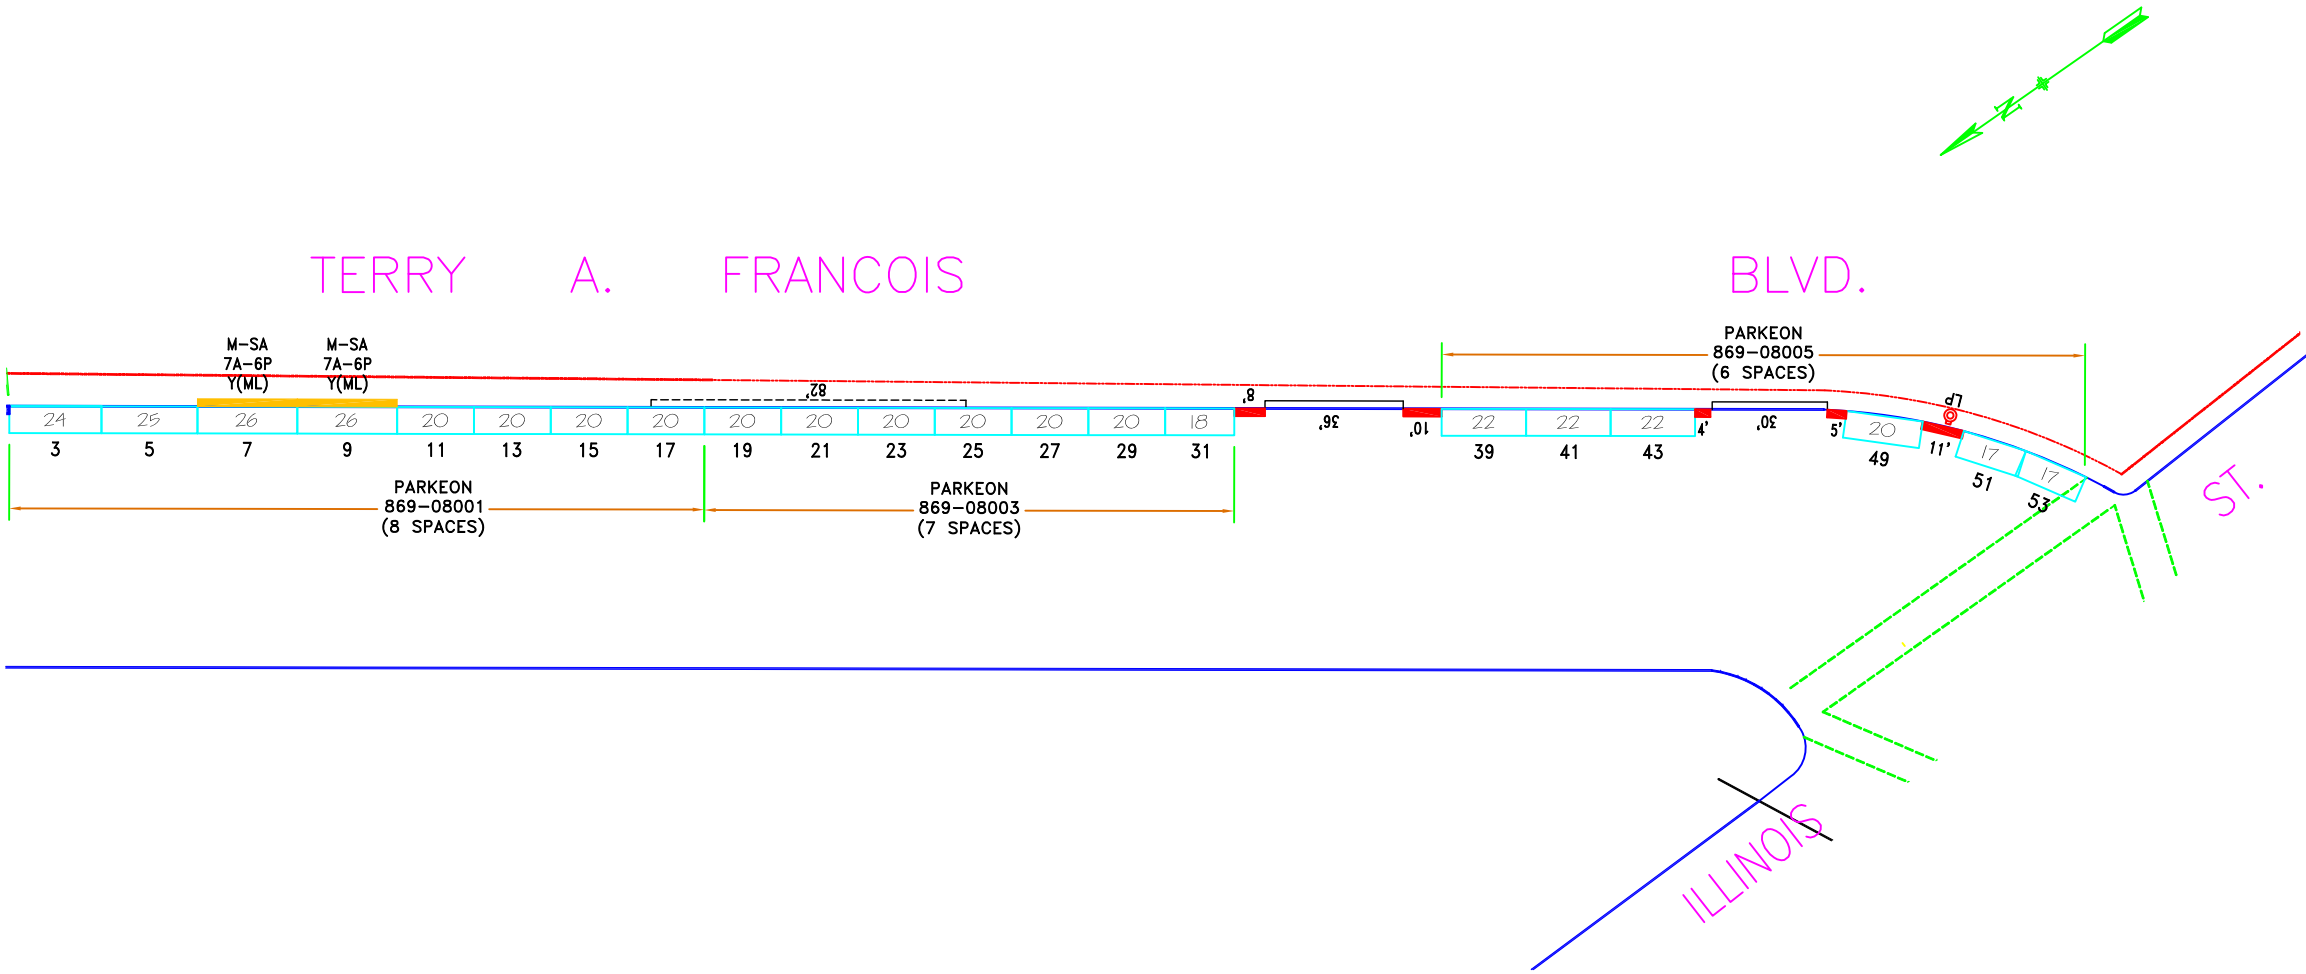 N
TERRY A. FRANCOIS BLVD.
M-SA
7A-6P
Y(ML)
M-SA
7A-6P
Y(ML)
PARKEON
869-08005
(6 SPACES)
82'
8'
LP
24 25 26 26 20 20 20 20 20 20 20 20 20 20 18 36' 10' 22 22 22 4' 30' 5' 20 11' 17 17
3 5 7 9 11 13 15 17 19 21 23 25 27 29 31 39 41 43 49 51 53
PARKEON
869-08001
(8 SPACES)
PARKEON
869-08003
(7 SPACES)
ILLINOIS ST.